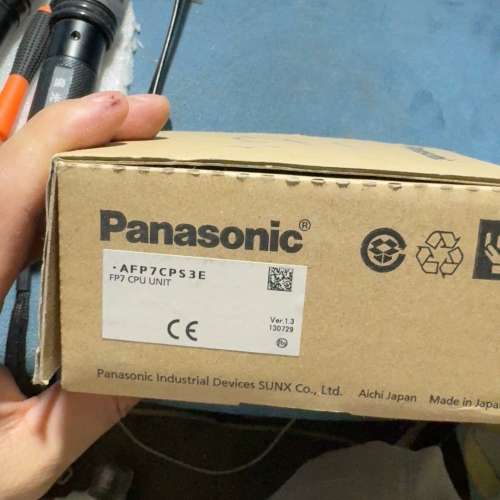 Panasonic®
·AFP7CPS3E
FP7 CPU UNIT
Ver.1.3
130729
CE
Panasonic Industrial Devices SUNX Co., Ltd. Aichi Japan Made in Japan